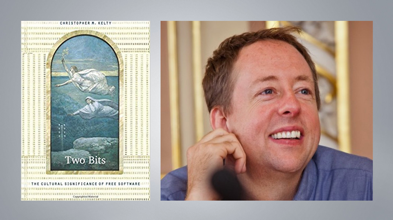 CHRISTOPHER M. KELTY
Two Bits
THE CULTURAL SIGNIFICANCE OF FREE SOFTWARE